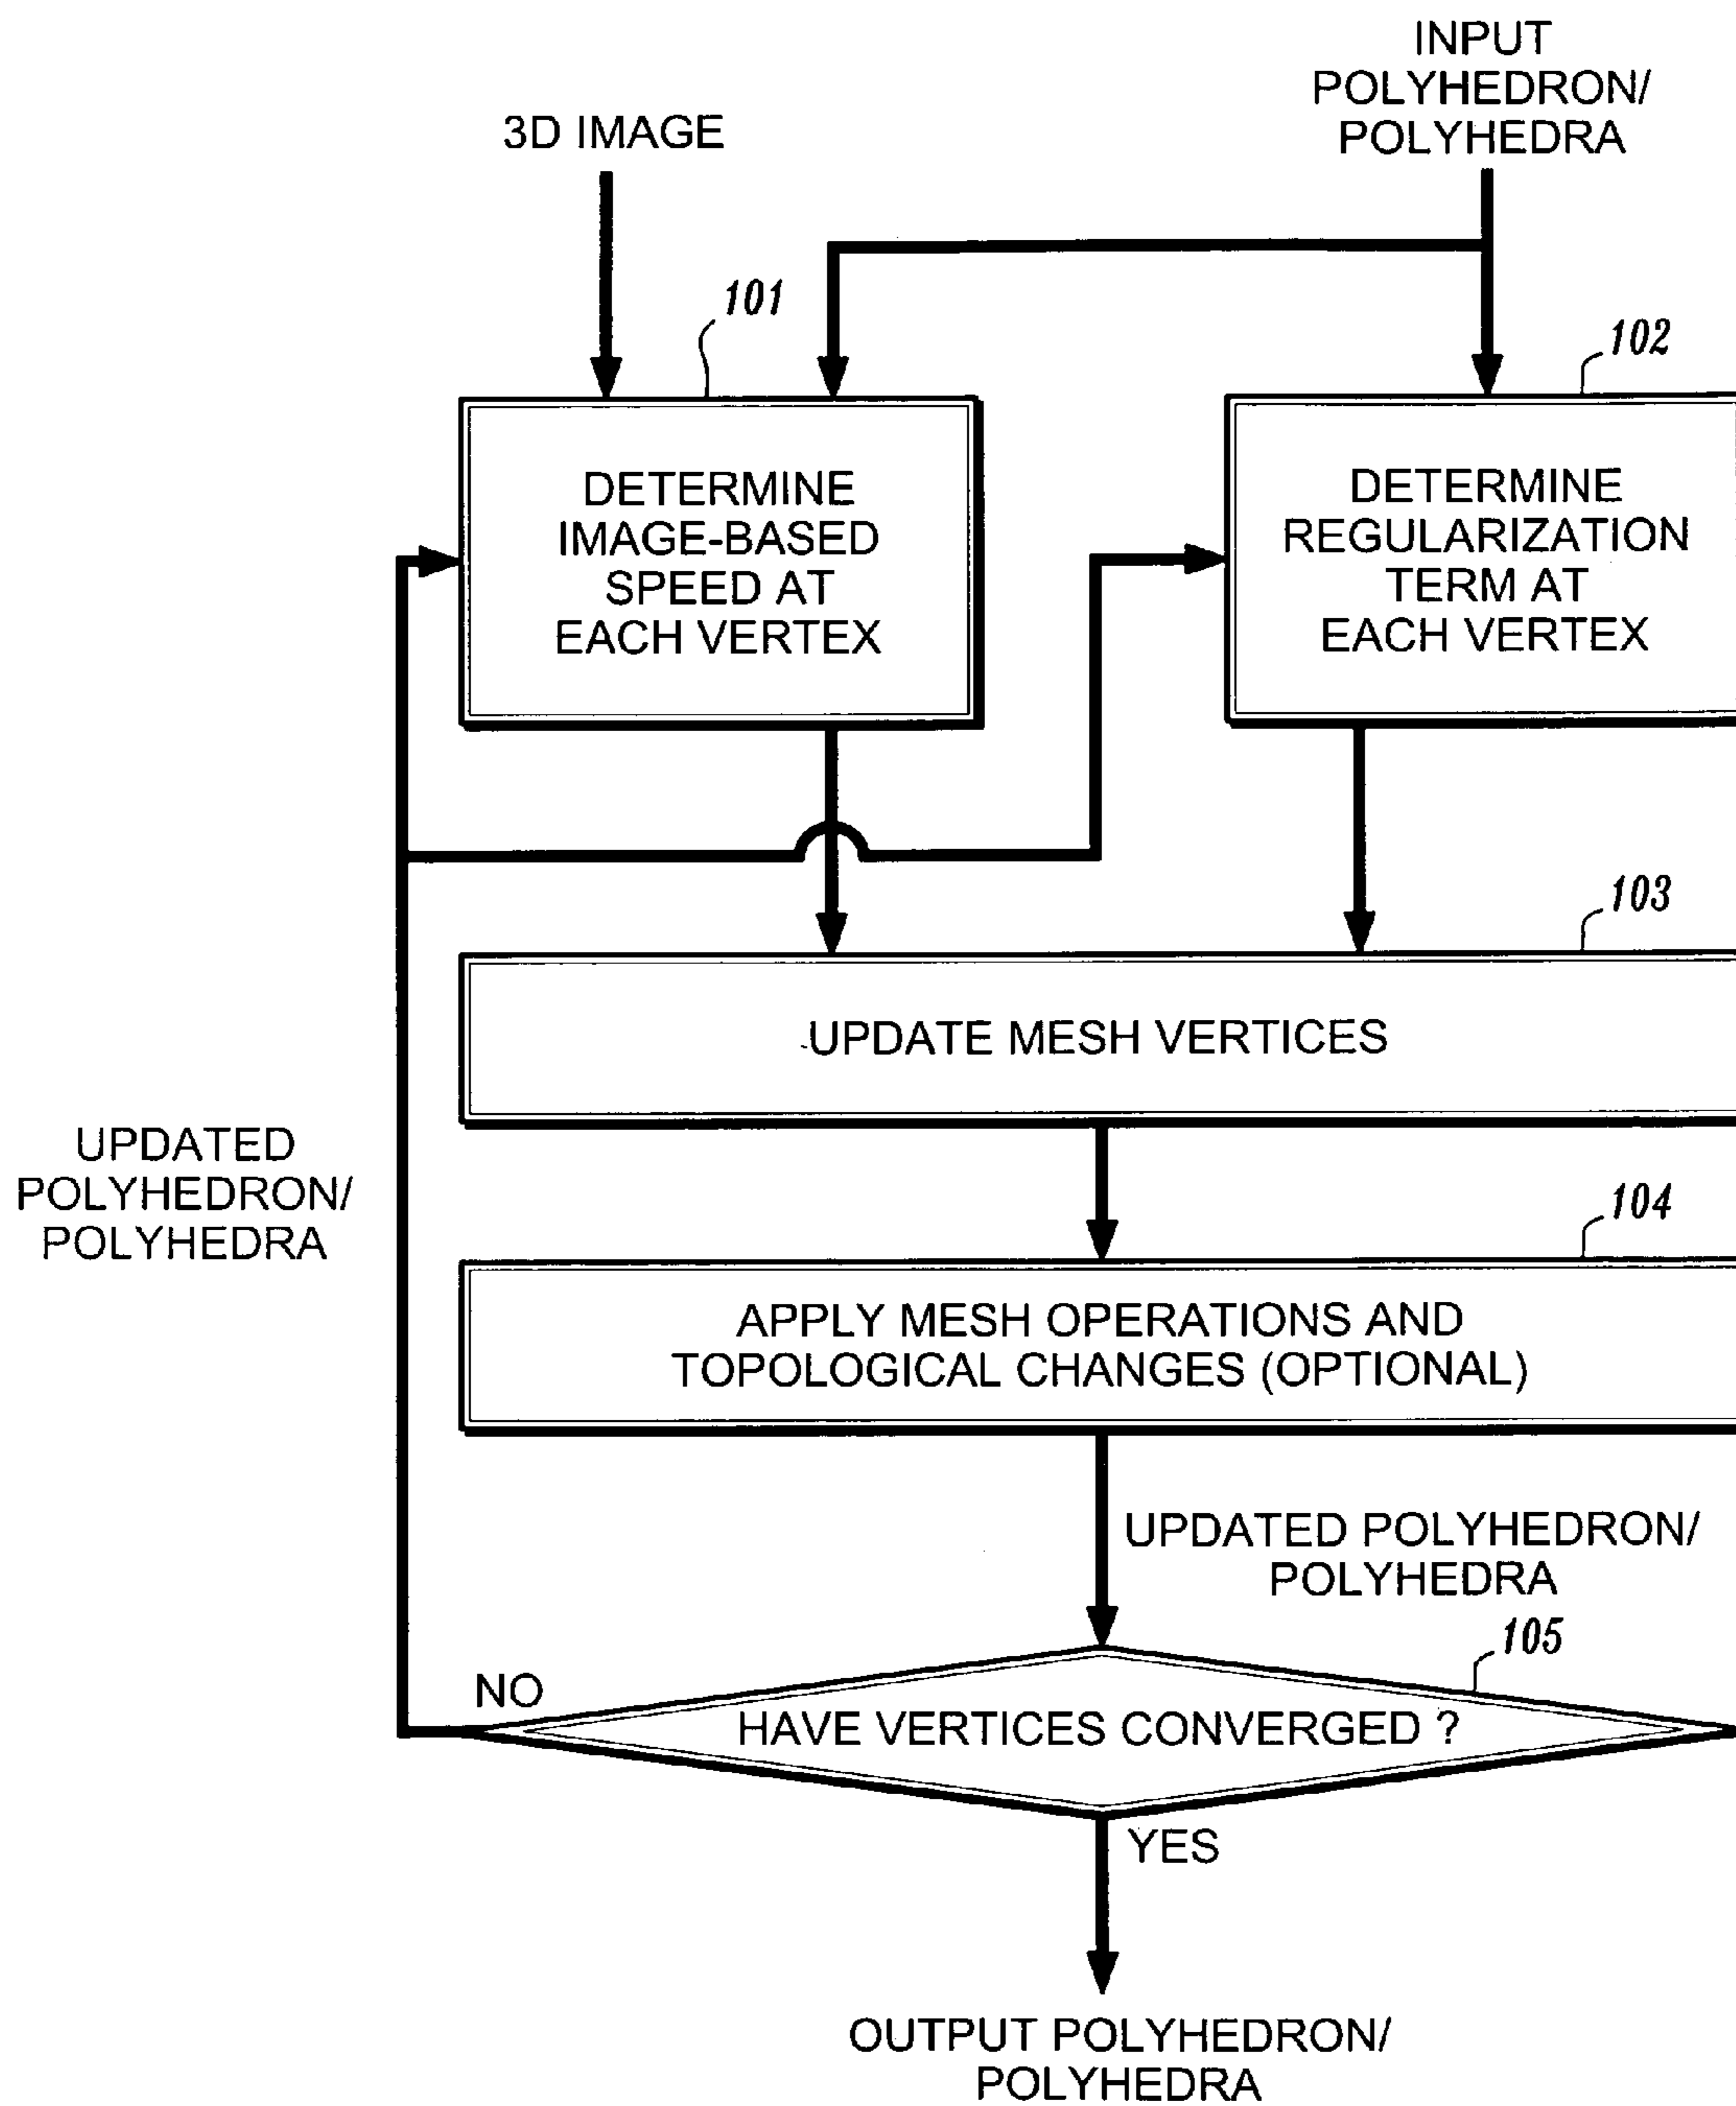 INPUT
POLYHEDRON/
POLYHEDRA
3D IMAGE
101
102
DETERMINE
IMAGE-BASED
SPEED AT
EACH VERTEX
DETERMINE
REGULARIZATION
TERM AT
EACH VERTEX
103
UPDATE MESH VERTICES
UPDATED
POLYHEDRON/
POLYHEDRA
104
APPLY MESH OPERATIONS AND
TOPOLOGICAL CHANGES (OPTIONAL)
UPDATED POLYHEDRON/
POLYHEDRA
105
NO
HAVE VERTICES CONVERGED ?
YES
OUTPUT POLYHEDRON/
POLYHEDRA